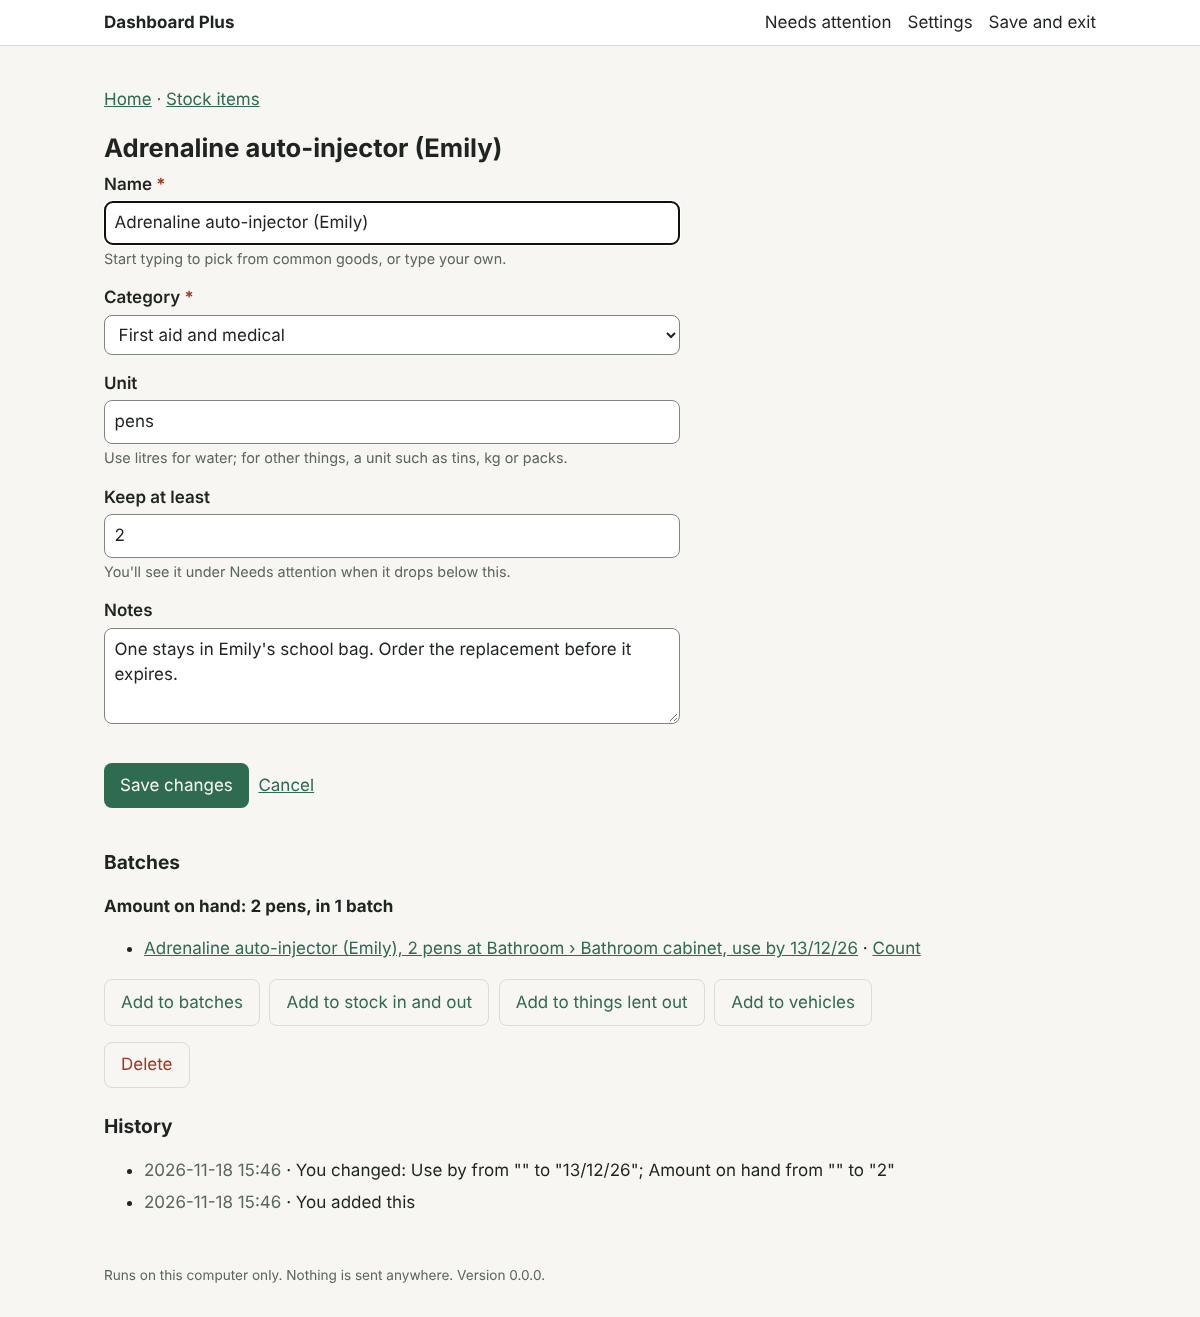 Dashboard Plus
Needs attention Settings Save and exit
Home · Stock items
Adrenaline auto-injector (Emily)
Name *
Adrenaline auto-injector (Emily)
Start typing to pick from common goods, or type your own.
Category *
First aid and medical
Unit
pens
Use litres for water; for other things, a unit such as tins, kg or packs.
Keep at least
2
You'll see it under Needs attention when it drops below this.
Notes
One stays in Emily's school bag. Order the replacement before it
expires.
Save changes Cancel
Batches
Amount on hand: 2 pens, in 1 batch
Adrenaline auto-injector (Emily), 2 pens at Bathroom › Bathroom cabinet, use by 13/12/26 · Count
Add to batches Add to stock in and out Add to things lent out Add to vehicles
Delete
History
2026-11-18 15:46 · You changed: Use by from "" to "13/12/26"; Amount on hand from "" to "2"
2026-11-18 15:46 · You added this
Runs on this computer only. Nothing is sent anywhere. Version 0.0.0.